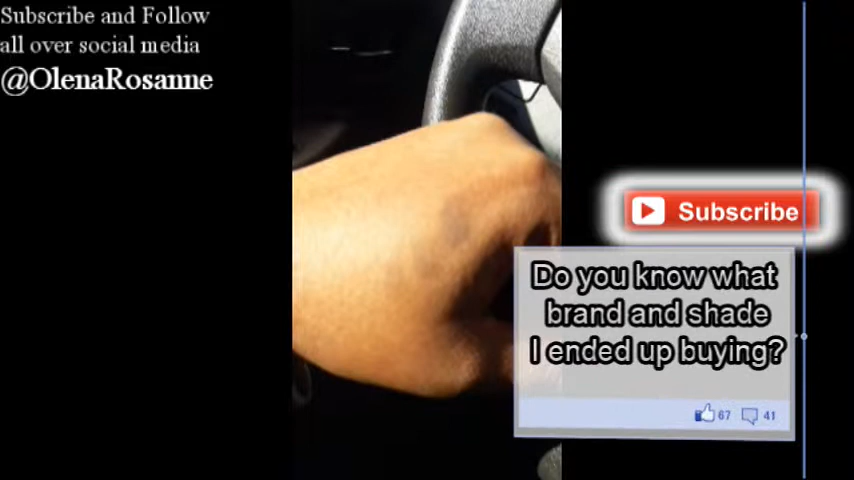 Subscribe and Follow
all over social media
@OlenaRosanne
Subscribe
Do you know what
brand and shade
I ended up buying?
67 41